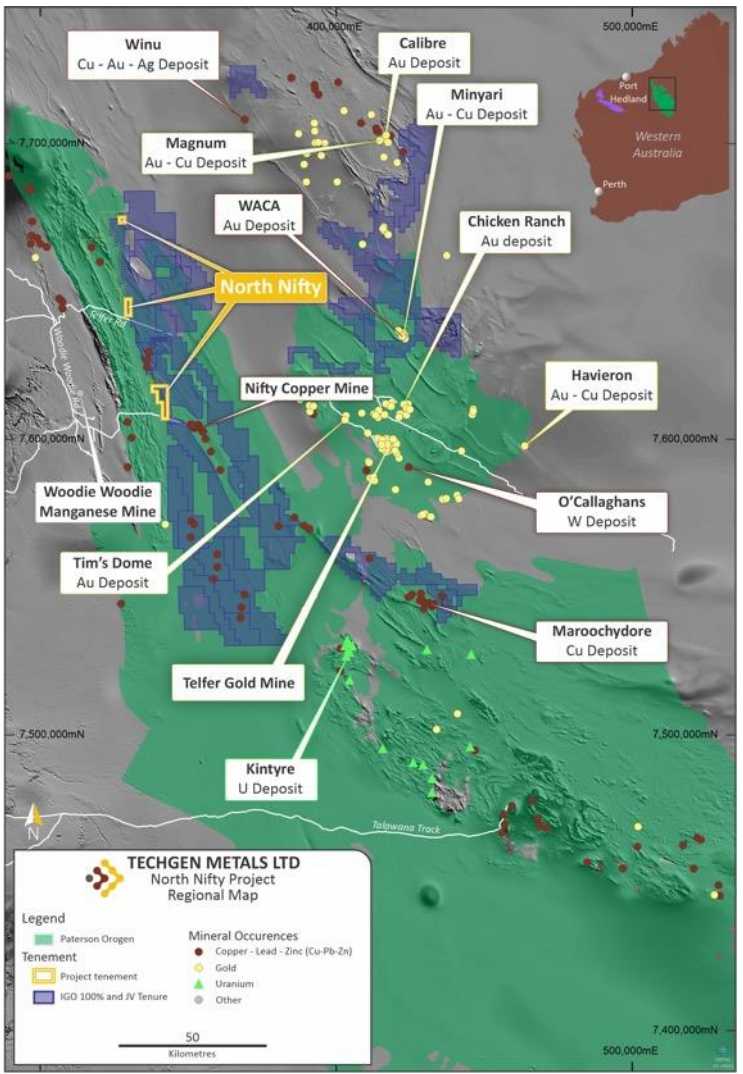 400,000mE
500,000mE
Winu
Cu - Au - Ag Deposit
Calibre
Au Deposit
Port
Hedland
Western
Australia
Perth
Minyari
Au - Cu Deposit
7,700,000mN
7,700,000mN
Magnum
Au - Cu Deposit
WACA
Au Deposit
Chicken Ranch
Au deposit
North Nifty
Telfer Rd
Woodie Woodie Rd
Nifty Copper Mine
Havieron
Au - Cu Deposit
7,600,000mN
7,600,000mN
Woodie Woodie
Manganese Mine
O'Callaghans
W Deposit
Tim's Dome
Au Deposit
Maroochydore
Cu Deposit
Telfer Gold Mine
7,500,000mN
7,500,000mN
Kintyre
U Deposit
N
Talawana Track
TECHGEN METALS LTD
North Nifty Project
Regional Map
Legend
Paterson Orogen
Tenement
Project tenement
IGO 100% and JV Tenure
Mineral Occurences
Copper - Lead - Zinc (Cu-Pb-Zn)
Gold
Uranium
Other
50
Kilometres
7,400,000mN
500,000mE